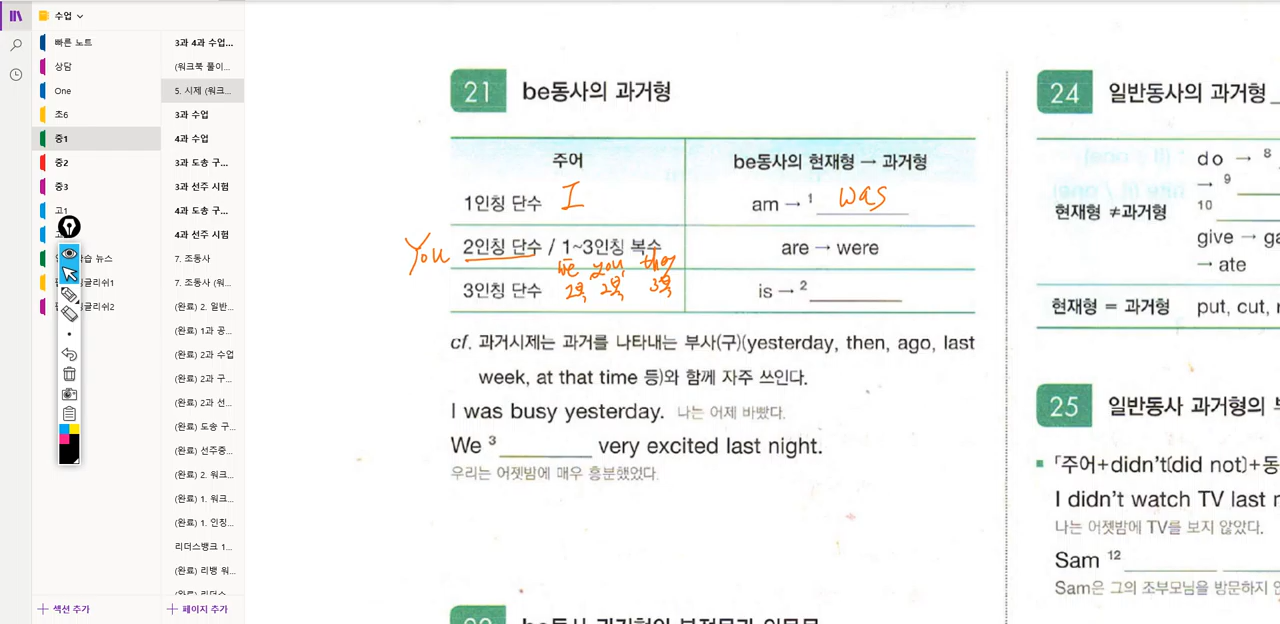 수업
빠른 노트
상담
One
초6
중1
중2
중3
고1
습 뉴스
글리쉬1
글리쉬2
섹션 추가
3과 4과 수업...
(워크북 풀이...
5. 시제 (워크...
3과 수업
4과 수업
3과 도송 구...
3과 선주 시험
4과 도송 구...
4과 선주 시험
7. 조동사
7. 조동사 (워...
(완료) 2. 일반...
(완료) 1과 공...
(완료) 2과 수업
(완료) 2과 구...
(완료) 2과 선...
(완료) 도송 구...
(완료) 선주중...
(완료) 2. 워크...
(완료) 1. 워크...
(완료) 1. 인칭...
리더스뱅크 1...
(완료) 리뱅 워...
페이지 추가
21 be동사의 과거형
주어 be동사의 현재형 → 과거형
1인칭 단수 I am → 1 was
You 2인칭 단수 / 1~3인칭 복수 are → were
we you, they
3인칭 단수 is → 2
cf. 과거시제는 과거를 나타내는 부사(구)(yesterday, then, ago, last
week, at that time 등)와 함께 자주 쓰인다.
I was busy yesterday. 나는 어제 바빴다.
We 3 very excited last night.
우리는 어젯밤에 매우 흥분했었다.
24 일반동사의 과거형
do → 8
→ 9
현재형 ≠과거형
10
give → ga
→ ate
현재형 = 과거형 put, cut, r
25 일반동사 과거형의
「주어+didn't(did not)+동
I didn't watch TV last
나는 어젯밤에 TV를 보지 않았다.
Sam 12
Sam은 그의 조부모님을 방문하지